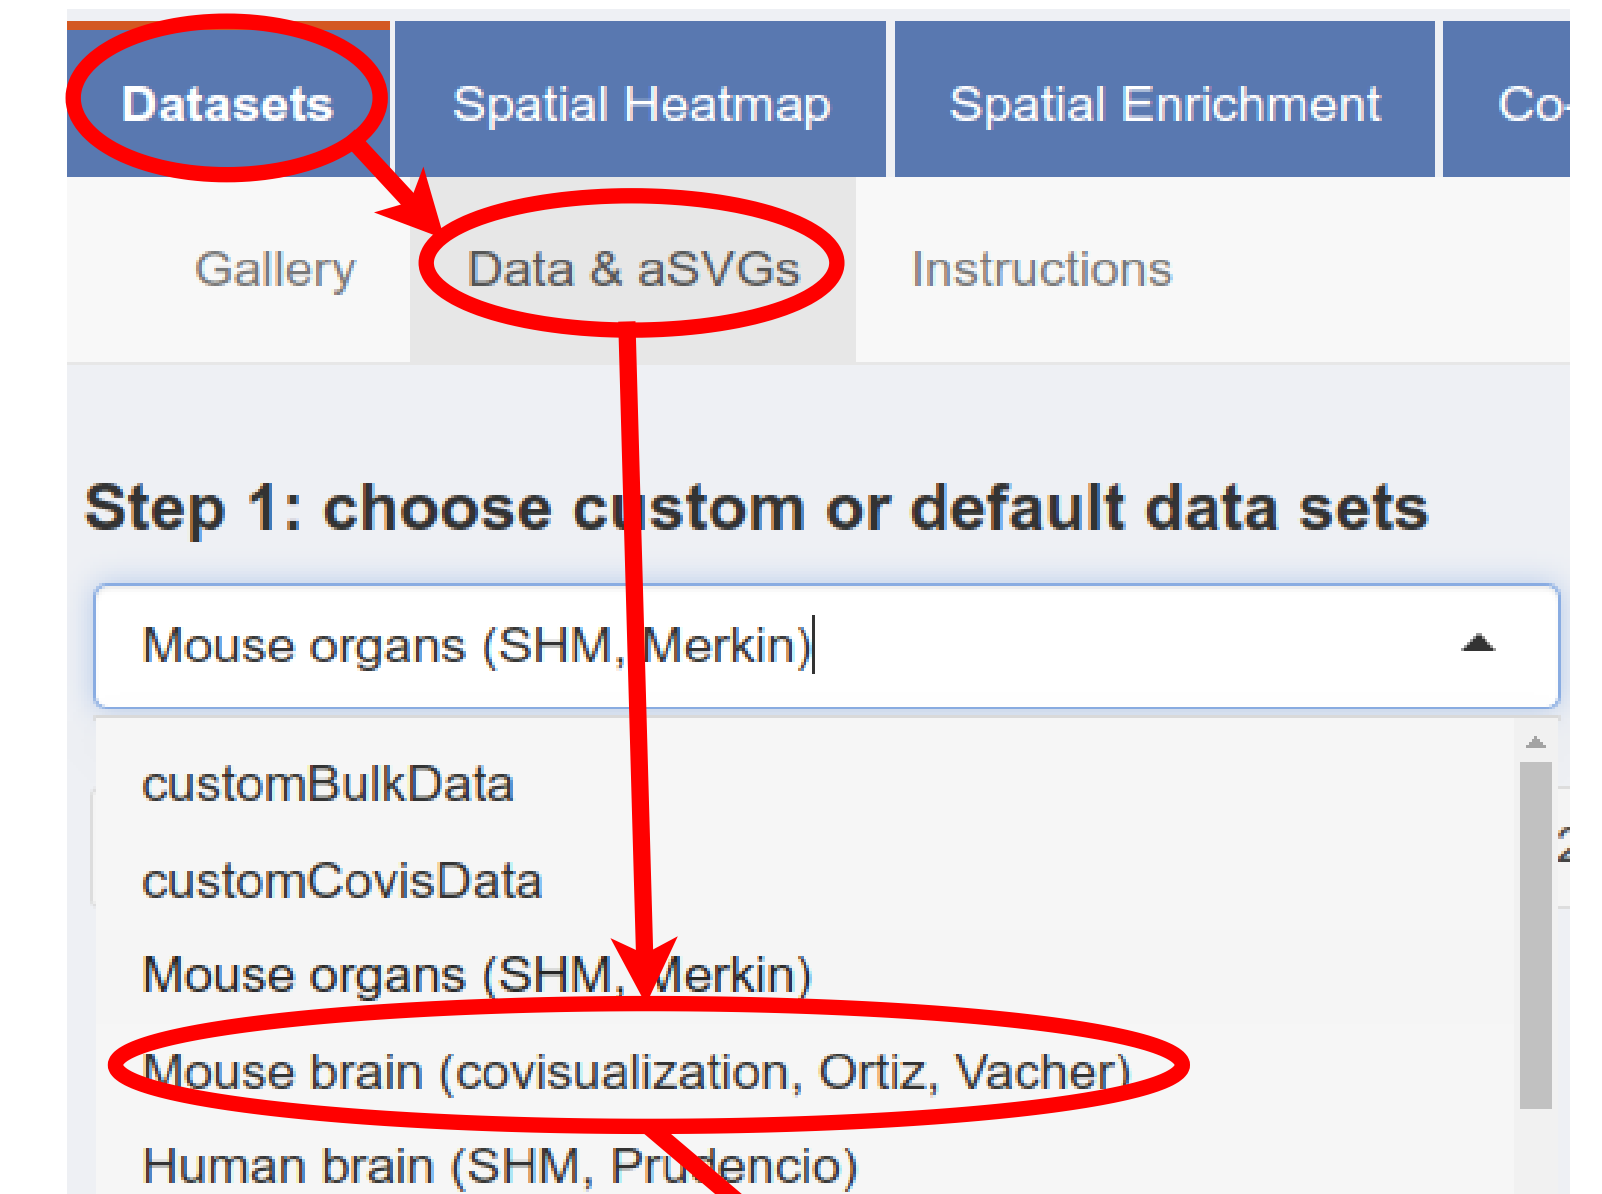 Datasets Spatial Heatmap Spatial Enrichment Co-
Gallery Data & aSVGs Instructions
Step 1: choose custom or default data sets
Mouse organs (SHM, Merkin)
customBulkData
customCovisData
Mouse organs (SHM, Merkin)
Mouse brain (covisualization, Ortiz, Vacher)
Human brain (SHM, Prudencio)